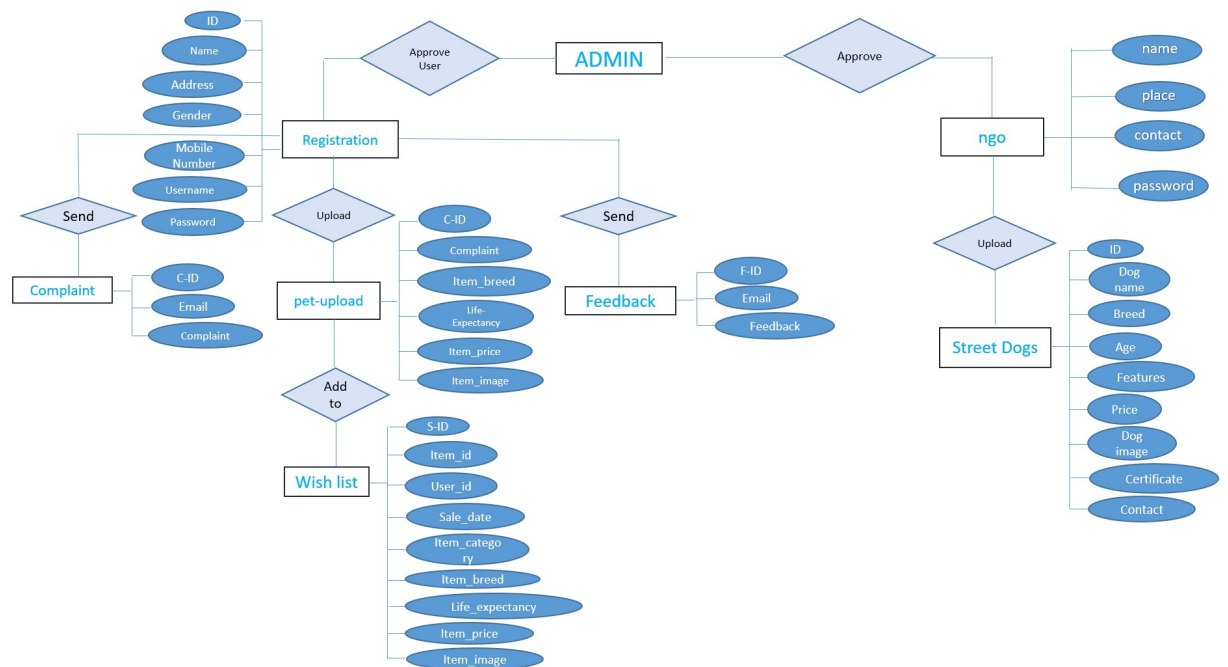 ID
Name
Address
Gender
Mobile
Number
Username
Password
Approve
User
ADMIN
Approve
name
place
contact
password
Registration
ngo
Send
Upload
Send
Upload
Complaint
C-ID
Email
Complaint
pet-upload
C-ID
Complaint
Item_breed
Life-
Expectancy
Item_price
Item_image
Feedback
F-ID
Email
Feedback
Street Dogs
ID
Dog
name
Breed
Age
Features
Price
Dog
image
Certificate
Contact
Add
to
Wish list
S-ID
Item_id
User_id
Sale_date
Item_catego
ry
Item_breed
Life_expectancy
Item_price
Item_image